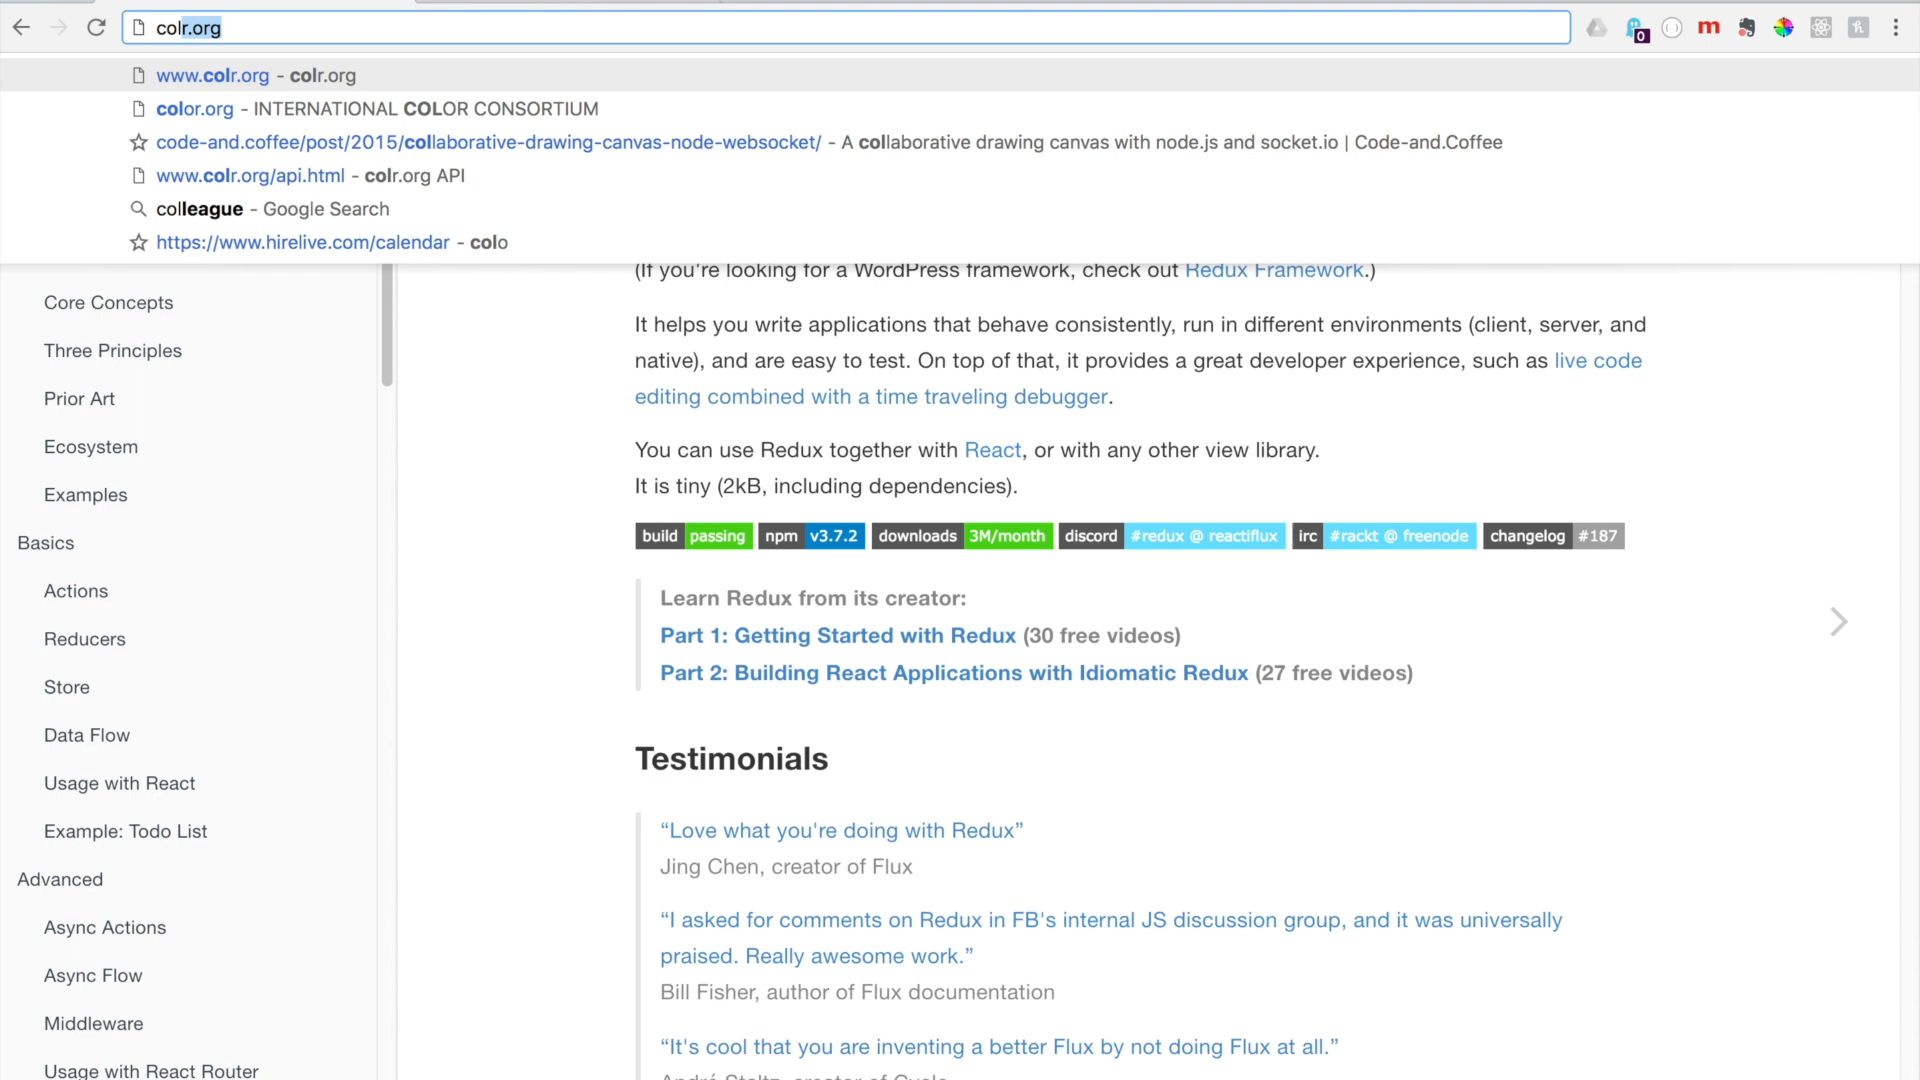 colr.org
0
m
www.colr.org - colr.org
color.org - INTERNATIONAL COLOR CONSORTIUM
code-and.coffee/post/2015/collaborative-drawing-canvas-node-websocket/ - A collaborative drawing canvas with node.js and socket.io | Code-and.Coffee
www.colr.org/api.html - colr.org API
colleague - Google Search
https://www.hirelive.com/calendar - colo
Core Concepts
Three Principles
Prior Art
Ecosystem
Examples
Basics
Actions
Reducers
Store
Data Flow
Usage with React
Example: Todo List
Advanced
Async Actions
Async Flow
Middleware
Usage with React Router
(If you're looking for a WordPress framework, check out Redux Framework.)
It helps you write applications that behave consistently, run in different environments (client, server, and
native), and are easy to test. On top of that, it provides a great developer experience, such as live code
editing combined with a time traveling debugger.
You can use Redux together with React, or with any other view library.
It is tiny (2kB, including dependencies).
build passing npm v3.7.2 downloads 3M/month discord #redux @ reactiflux irc #rackt @ freenode changelog #187
Learn Redux from its creator:
Part 1: Getting Started with Redux (30 free videos)
Part 2: Building React Applications with Idiomatic Redux (27 free videos)
Testimonials
“Love what you're doing with Redux”
Jing Chen, creator of Flux
“I asked for comments on Redux in FB's internal JS discussion group, and it was universally
praised. Really awesome work.”
Bill Fisher, author of Flux documentation
“It's cool that you are inventing a better Flux by not doing Flux at all.”
André Staltz, creator of Cycle